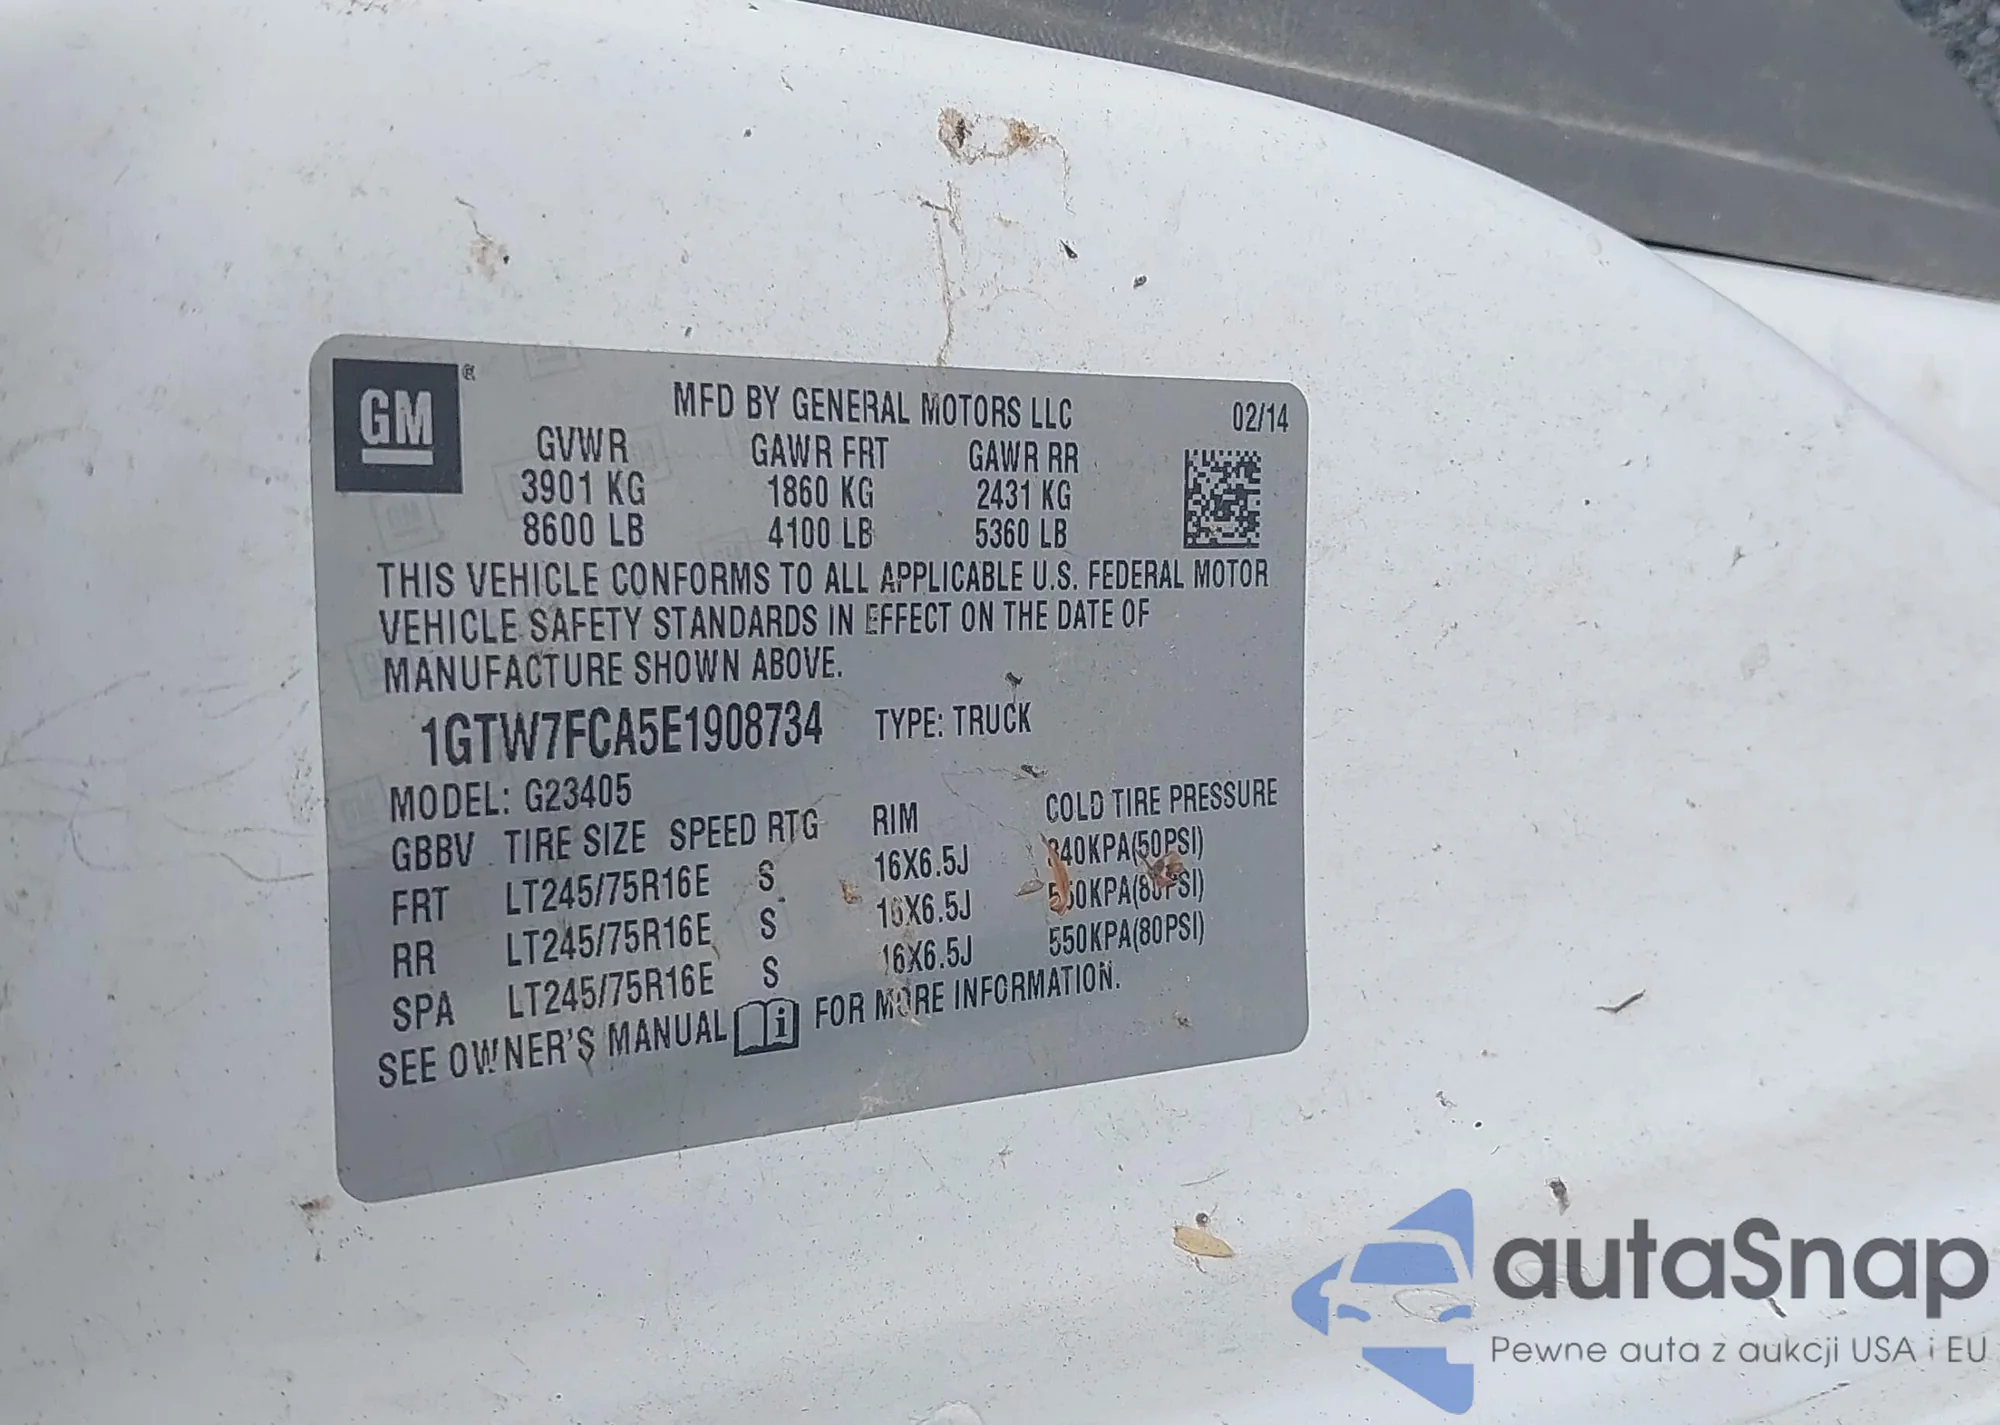 GM ®
MFD BY GENERAL MOTORS LLC 02/14
GVWR GAWR FRT GAWR RR
3901 KG 1860 KG 2431 KG
8600 LB 4100 LB 5360 LB
THIS VEHICLE CONFORMS TO ALL APPLICABLE U.S. FEDERAL MOTOR
VEHICLE SAFETY STANDARDS IN EFFECT ON THE DATE OF
MANUFACTURE SHOWN ABOVE.
1GTW7FCA5E1908734 TYPE: TRUCK
MODEL: G23405
GBBV TIRE SIZE SPEED RTG RIM COLD TIRE PRESSURE
FRT LT245/75R16E S 16X6.5J 340KPA(50PSI)
RR LT245/75R16E S 16X6.5J 550KPA(80PSI)
SPA LT245/75R16E S 16X6.5J 550KPA(80PSI)
SEE OWNER'S MANUAL i FOR MORE INFORMATION.
autaSnap
Pewne auta z aukcji USA i EU